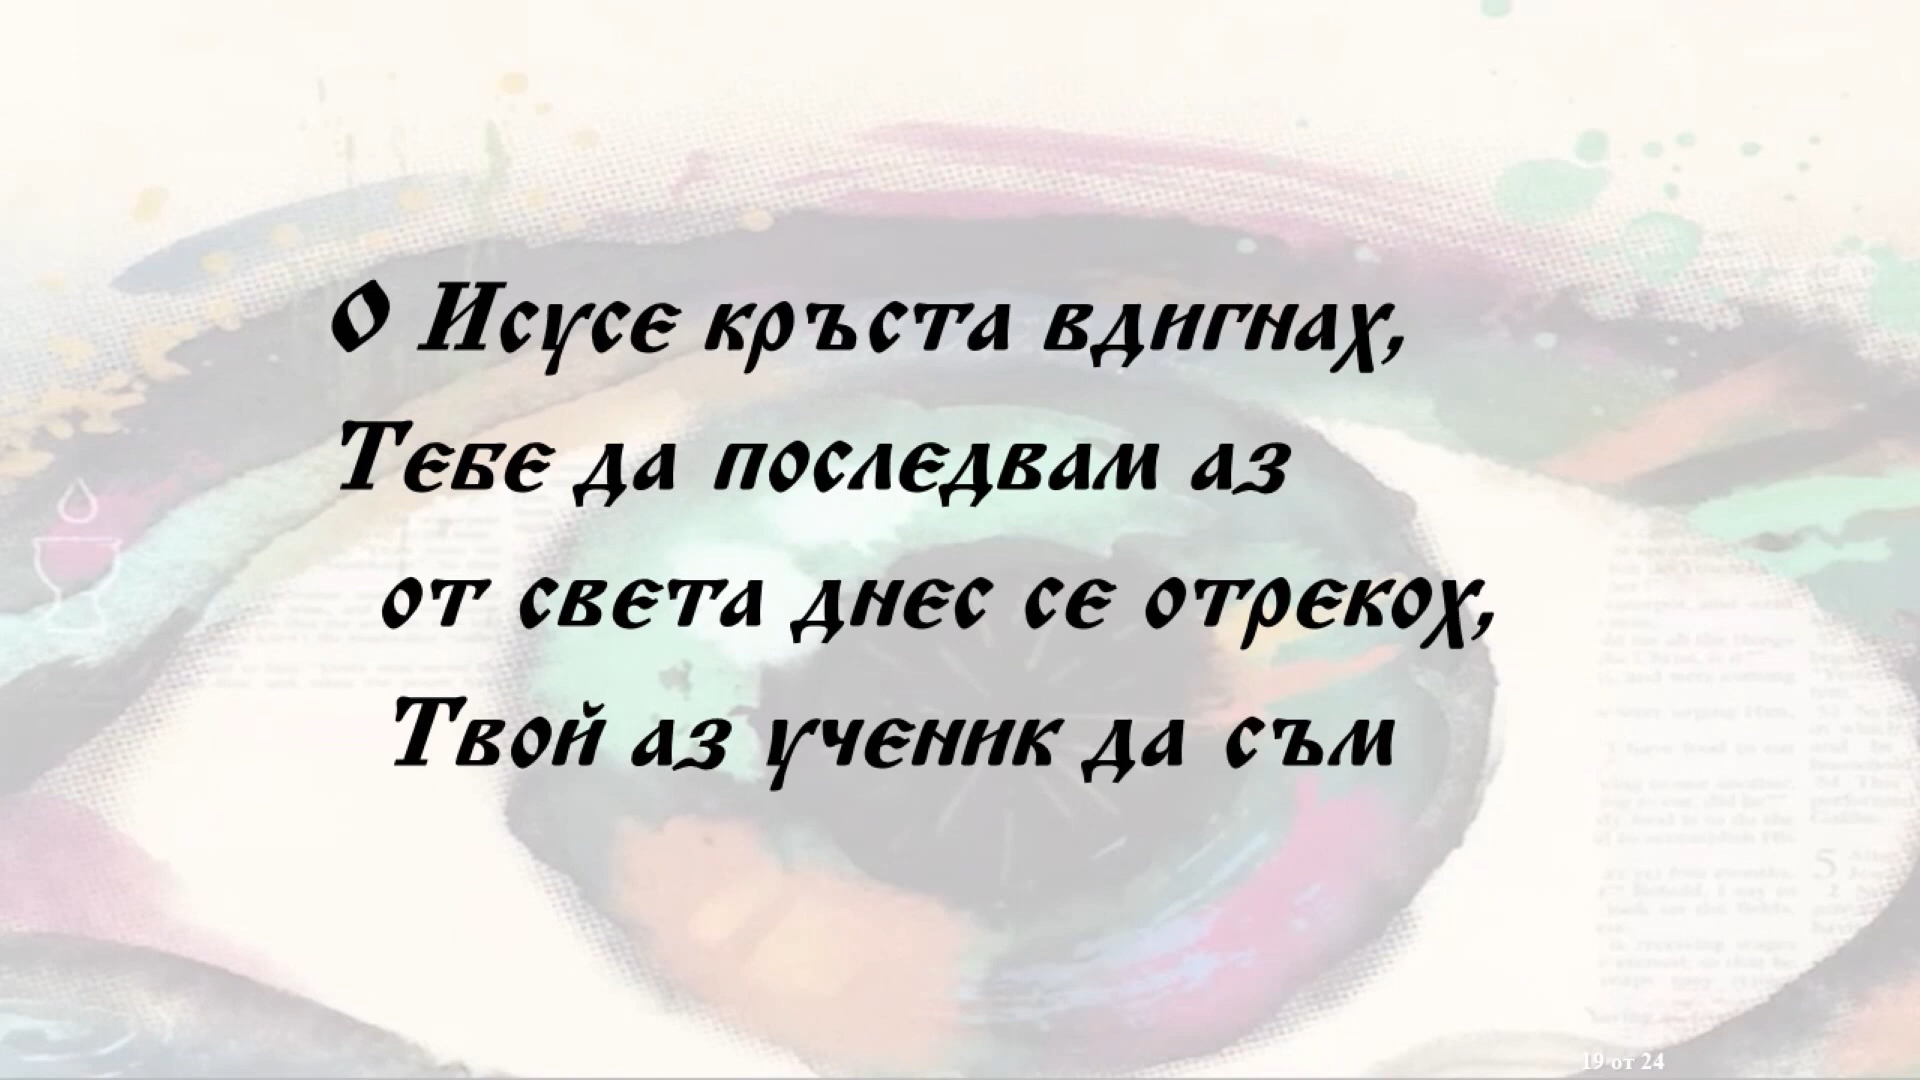 О Исусе кръста вдигнах,
Тебе да последвам аз
от света днес се отрекох,
Твой аз ученик да съм
19 от 24